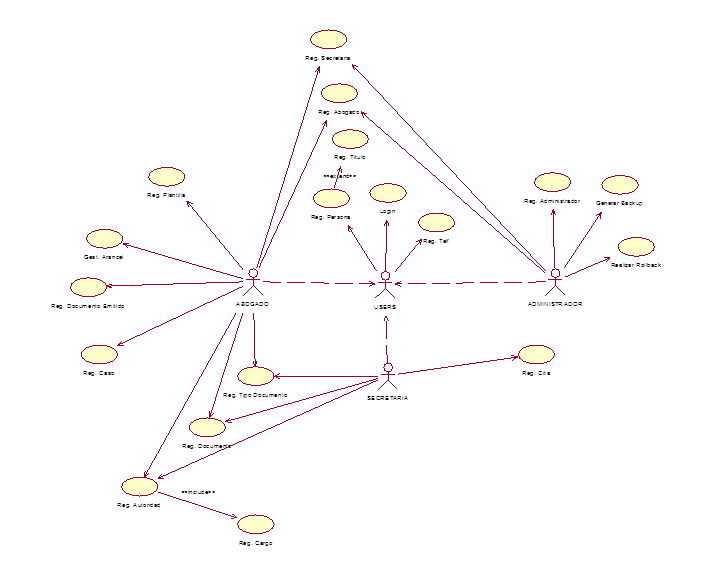 Reg. Secretaria
Reg. Abogado
Reg. Titulo
**extend**
Reg. Plantilla
Reg. Persona
Login
Reg. Telf
Reg. Administrador
Generar Backup
Gest. Arancel
Realizar Rollback
Reg. Documento Emitido
ABOGADO
USERS
ADMINISTRADOR
Reg. Caso
Reg. Cita
Reg. Tipo Documento
SECRETARIA
Reg. Documento
**include**
Reg. Autoridad
Reg. Cargo